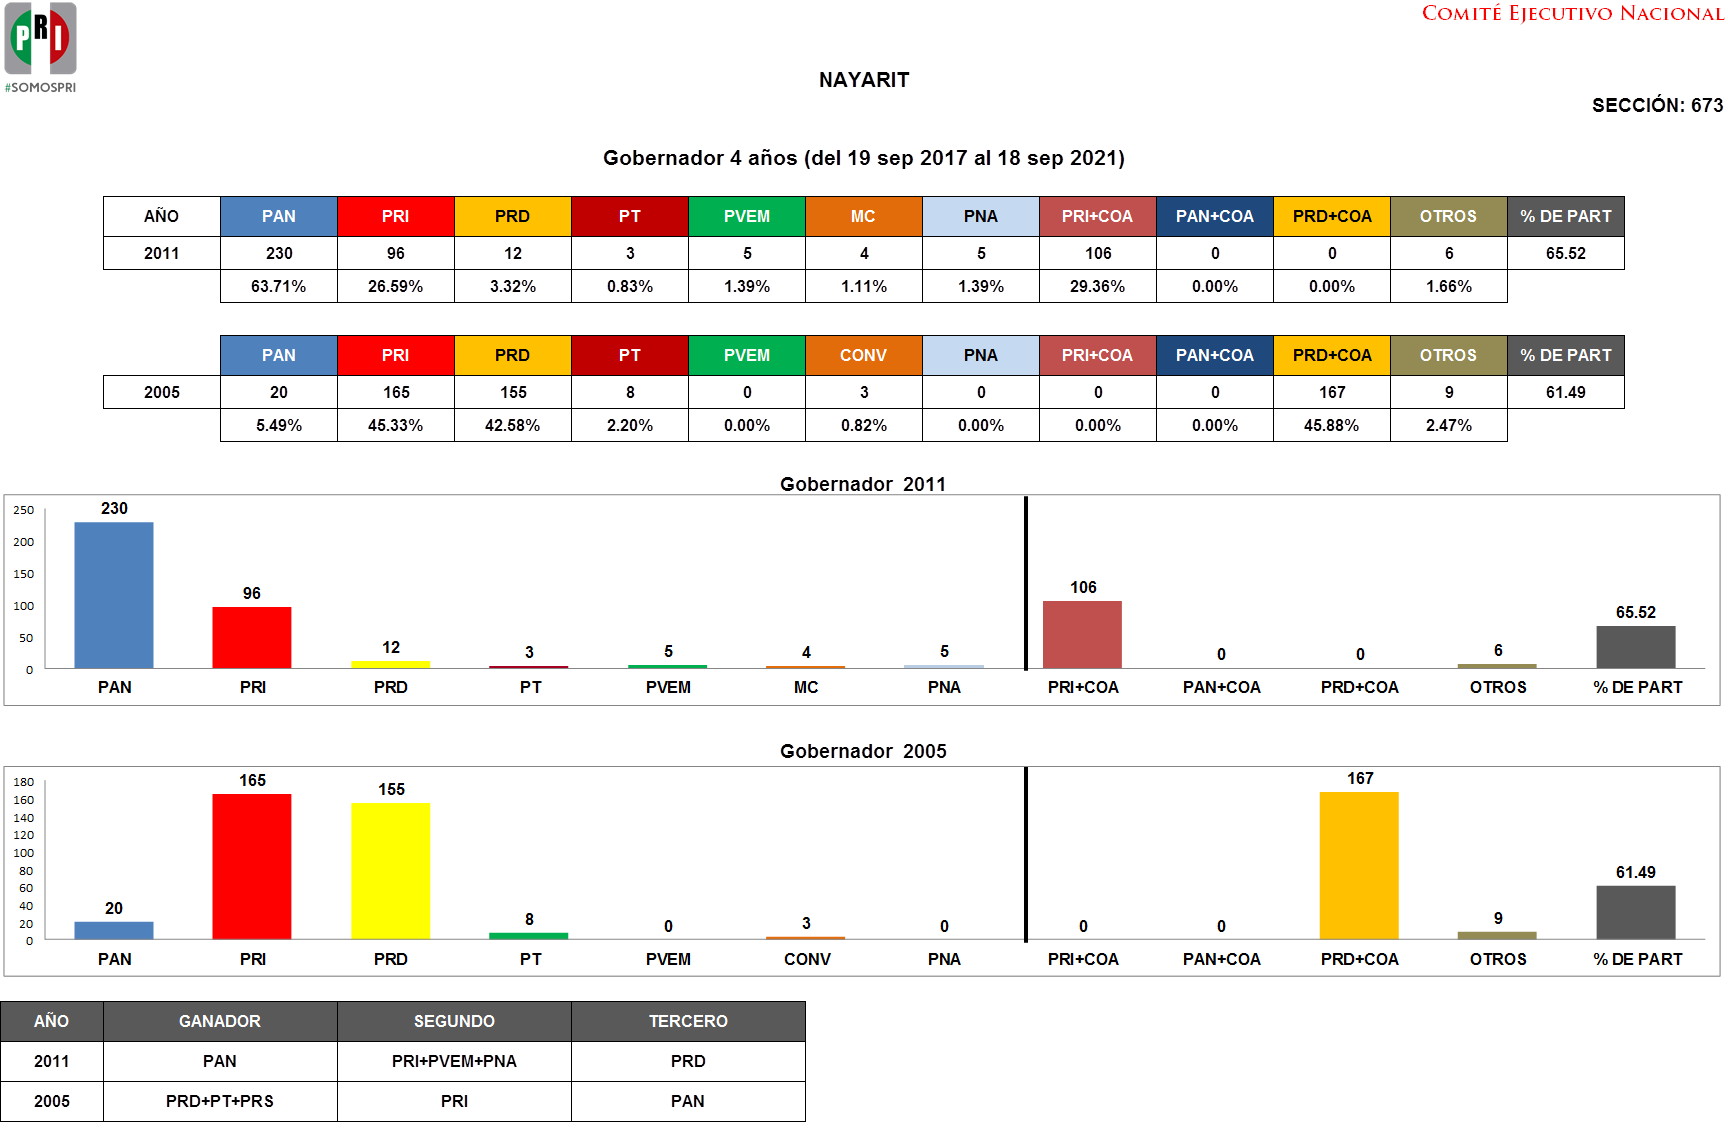 PRI
#SOMOSPRI
COMITÉ EJECUTIVO NACIONAL
NAYARIT
SECCIÓN: 673
Gobernador 4 años (del 19 sep 2017 al 18 sep 2021)
AÑO PAN PRI PRD PT PVEM MC PNA PRI+COA PAN+COA PRD+COA OTROS % DE PART
2011 230 96 12 3 5 4 5 106 0 0 6 65.52
63.71% 26.59% 3.32% 0.83% 1.39% 1.11% 1.39% 29.36% 0.00% 0.00% 1.66%
PAN PRI PRD PT PVEM CONV PNA PRI+COA PAN+COA PRD+COA OTROS % DE PART
2005 20 165 155 8 0 3 0 0 0 167 9 61.49
5.49% 45.33% 42.58% 2.20% 0.00% 0.82% 0.00% 0.00% 0.00% 45.88% 2.47%
Gobernador 2011
250
200
150
100
50
0
230 96 12 3 5 4 5 106 0 0 6 65.52
PAN PRI PRD PT PVEM MC PNA PRI+COA PAN+COA PRD+COA OTROS % DE PART
Gobernador 2005
180
160
140
120
100
80
60
40
20
0
20 165 155 8 0 3 0 0 0 167 9 61.49
PAN PRI PRD PT PVEM CONV PNA PRI+COA PAN+COA PRD+COA OTROS % DE PART
AÑO GANADOR SEGUNDO TERCERO
2011 PAN PRI+PVEM+PNA PRD
2005 PRD+PT+PRS PRI PAN